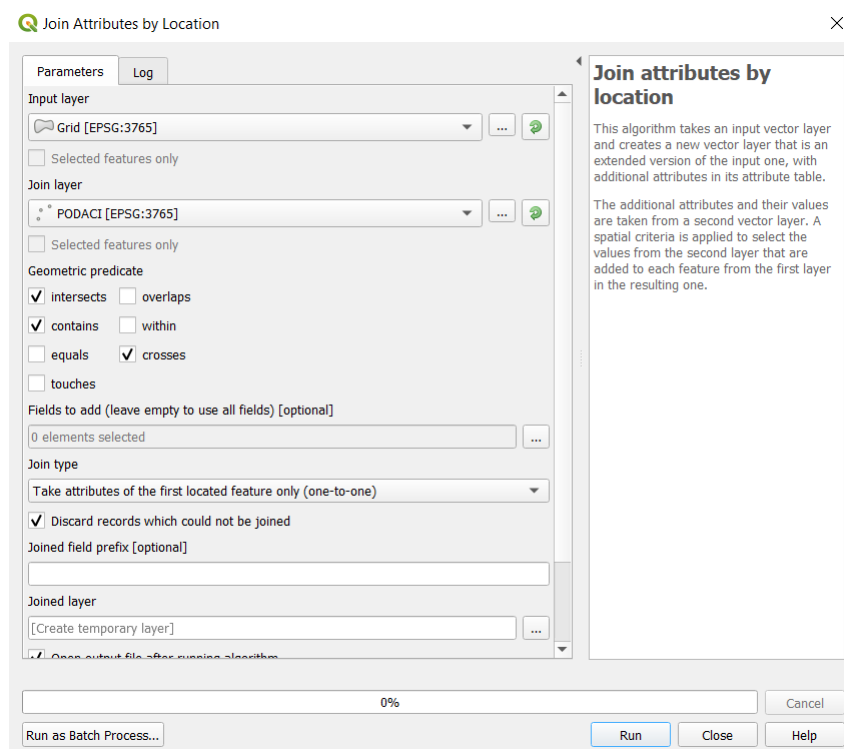 Join Attributes by Location
Parameters
Log
Input layer
Grid [EPSG:3765]
...
Selected features only
Join layer
PODACI [EPSG:3765]
...
Selected features only
Geometric predicate
intersects
overlaps
contains
within
equals
crosses
touches
Fields to add (leave empty to use all fields) [optional]
0 elements selected
...
Join type
Take attributes of the first located feature only (one-to-one)
Discard records which could not be joined
Joined field prefix [optional]
Joined layer
[Create temporary layer]
...
Open output file after running algorithm
Join attributes by
location
This algorithm takes an input vector layer
and creates a new vector layer that is an
extended version of the input one, with
additional attributes in its attribute table.
The additional attributes and their values
are taken from a second vector layer. A
spatial criteria is applied to select the
values from the second layer that are
added to each feature from the first layer
in the resulting one.
0%
Cancel
Run as Batch Process...
Run
Close
Help